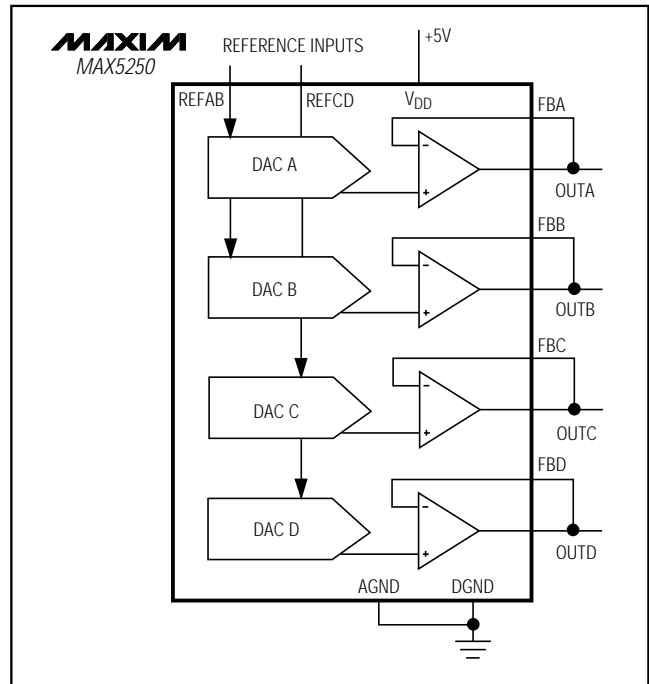 MAXIM
MAX5250
REFERENCE INPUTS
+5V
REFAB
REFCD
VDD
FBA
DAC A
-
+
OUTA
FBB
DAC B
-
+
OUTB
FBC
DAC C
-
+
OUTC
FBD
DAC D
-
+
OUTD
AGND
DGND